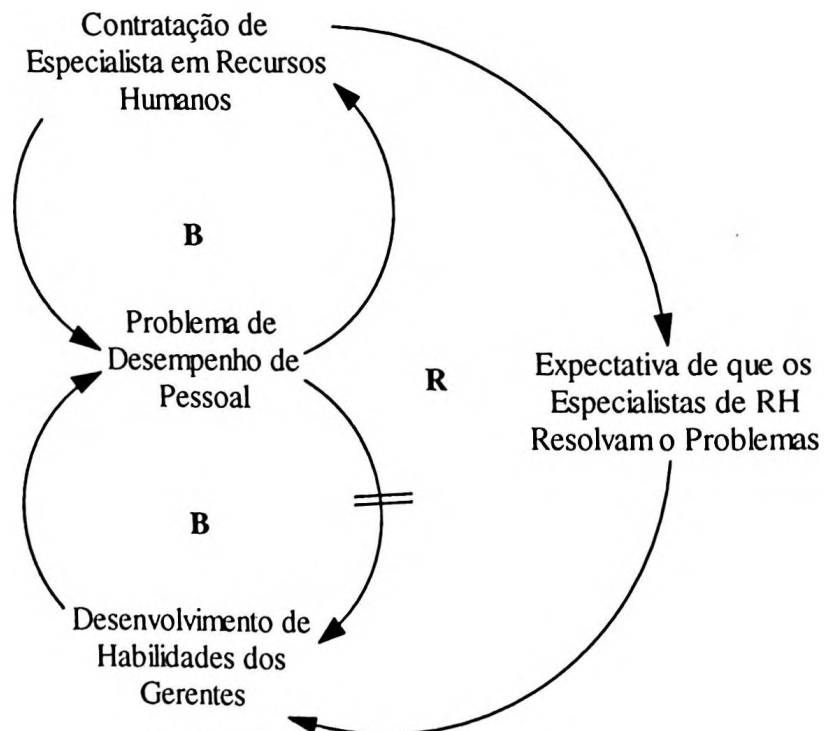 Contratação de
Especialista em Recursos
Humanos
B
Problema de
Desempenho de
Pessoal
R
Expectativa de que os
Especialistas de RH
Resolvam o Problemas
B
Desenvolvimento de
Habilidades dos
Gerentes